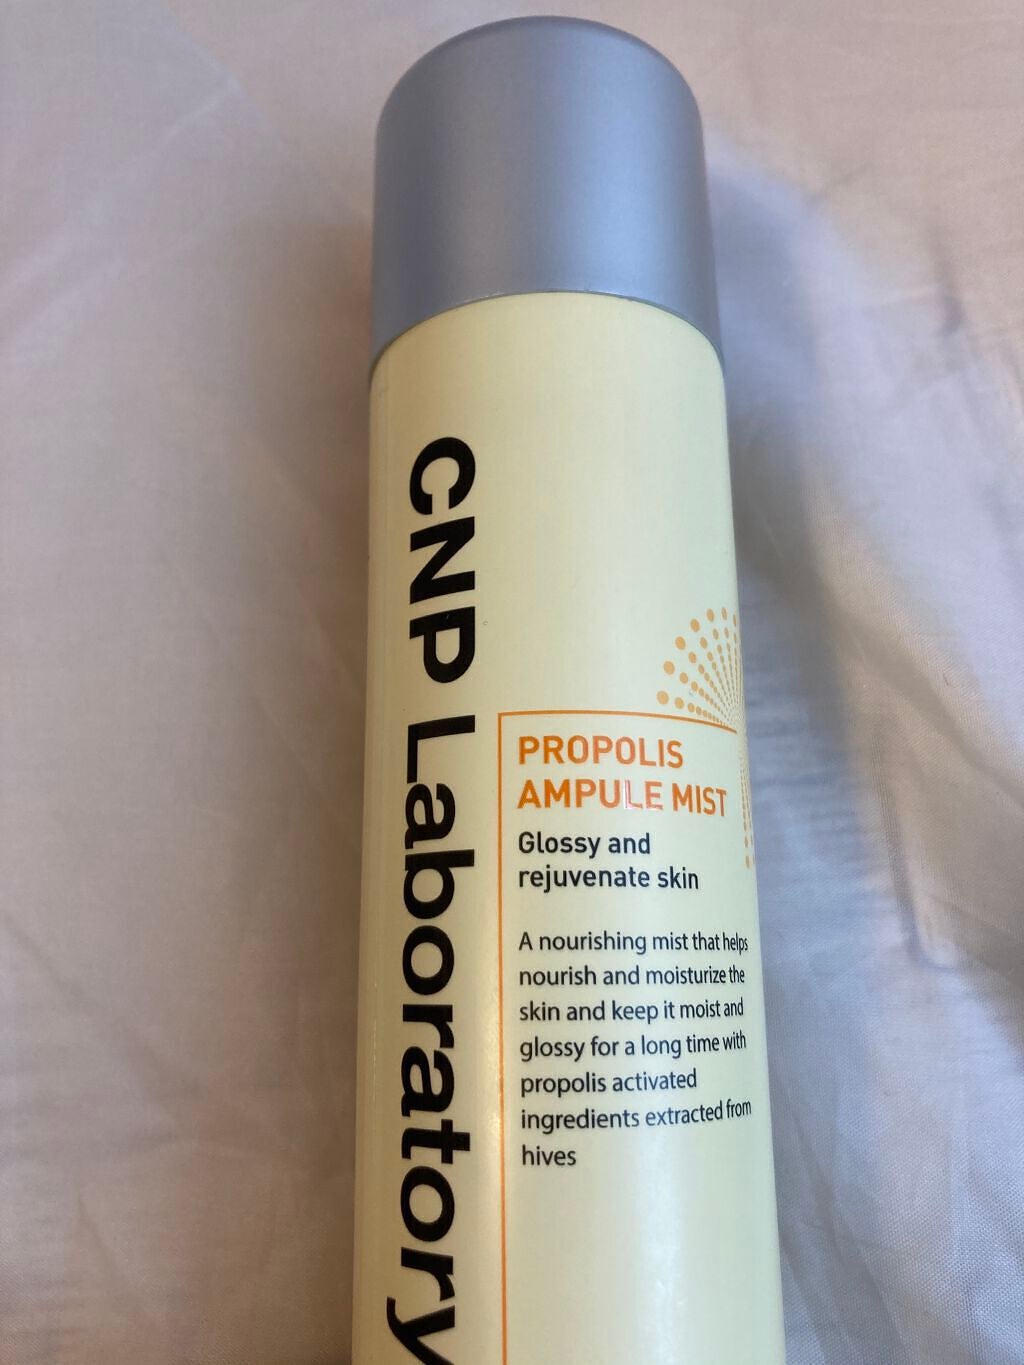 CNP Laboratory
PROPOLIS
AMPULE MIST
Glossy and
rejuvenate skin
A nourishing mist that helps
nourish and moisturize the
skin and keep it moist and
glossy for a long time with
propolis activated
ingredients extracted from
hives